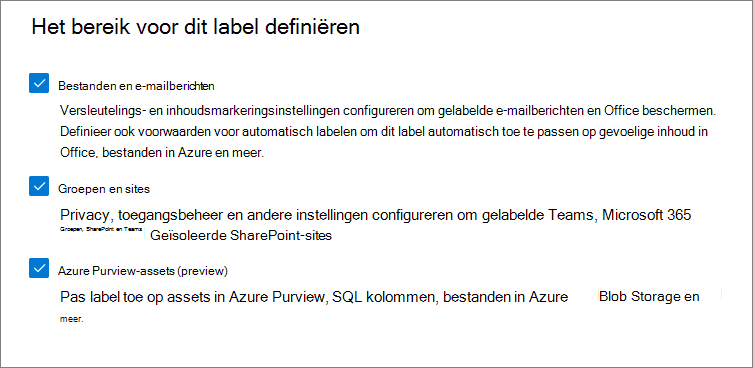 Het bereik voor dit label definiëren
Bestanden en e-mailberichten
Versleutelings- en inhoudsmarkeringsinstellingen configureren om gelabelde e-mailberichten en Office beschermen.
Definieer ook voorwaarden voor automatisch labelen om dit label automatisch toe te passen op gevoelige inhoud in
Office, bestanden in Azure en meer.
Groepen en sites
Privacy, toegangsbeheer en andere instellingen configureren om gelabelde Teams, Microsoft 365
Groepen, SharePoint en Teams Geïsoleerde SharePoint-sites
Azure Purview-assets (preview)
Pas label toe op assets in Azure Purview, SQL kolommen, bestanden in Azure Blob Storage en
meer.